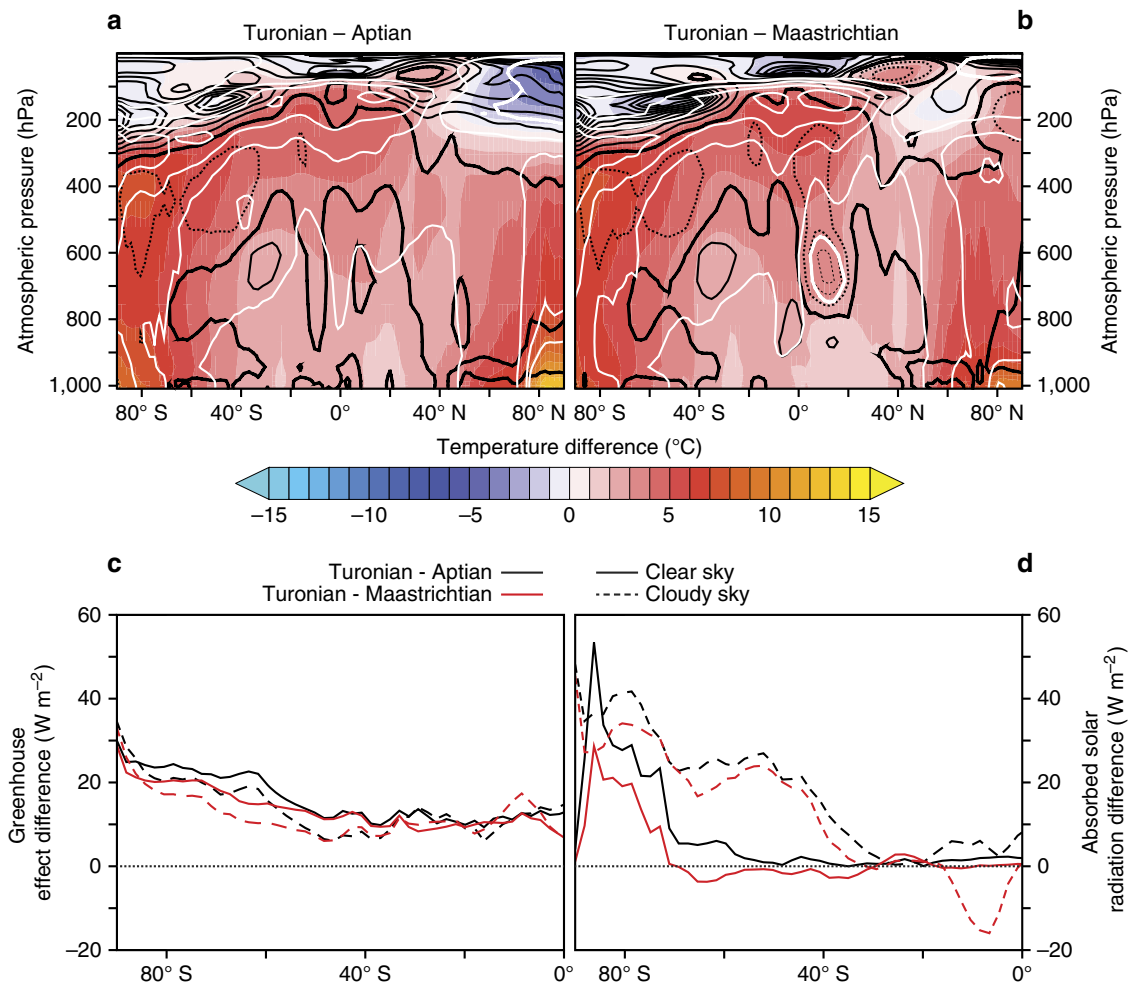 a
Turonian – Aptian
Turonian – Maastrichtian
b
Atmospheric pressure (hPa)
200
400
600
800
1,000
80° S
40° S
0°
40° N
80° N
80° S
40° S
0°
40° N
80° N
200
400
600
800
1,000
Atmospheric pressure (hPa)
Temperature difference (°C)
–15
–10
–5
0
5
10
15
c
Turonian - Aptian
Turonian - Maastrichtian
Clear sky
Cloudy sky
d
Greenhouse
effect difference (W m–2)
60
40
20
0
–20
80° S
40° S
0°
80° S
40° S
0°
60
40
20
0
–20
Absorbed solar
radiation difference (W m–2)